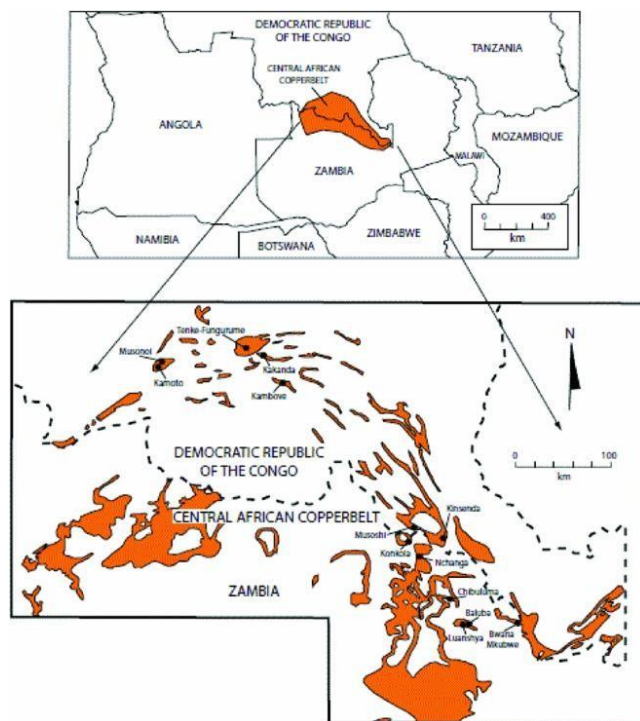 DEMOCRATIC REPUBLIC
OF THE CONGO
TANZANIA
CENTRAL AFRICAN
COPPERBELT
ANGOLA
MOZAMBIQUE
MALAWI
ZAMBIA
0 400
km
ZIMBABWE
NAMIBIA
BOTSWANA
Tenke-Fungurume
N
Musonoi
Kakanda
Kamoto
Kambove
DEMOCRATIC REPUBLIC
OF THE CONGO
0 100
km
CENTRAL AFRICAN COPPERBELT
Kinsenda
Musoshi
Konkola
Nchanga
ZAMBIA
Chibuluma
Baluba
Luanshya
Bwana
Mkubwe